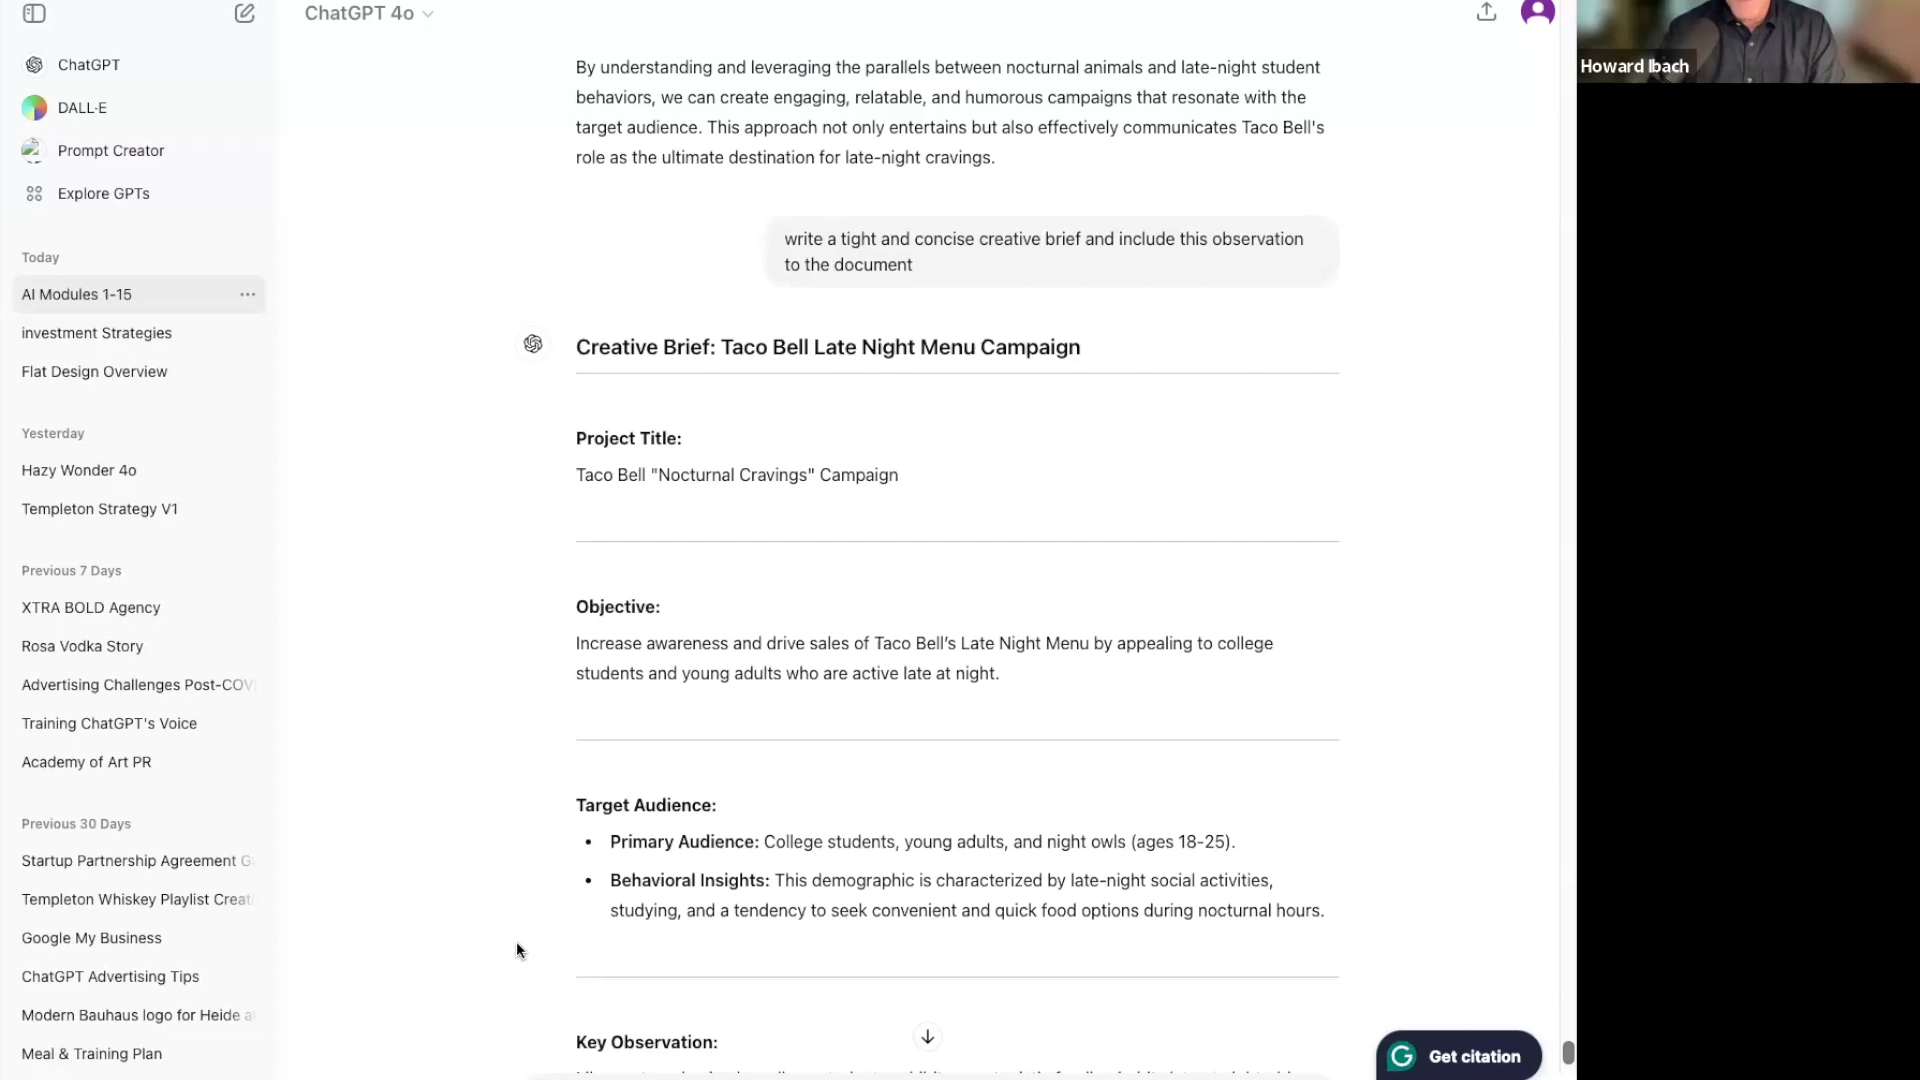 ChatGPT
DALL·E
Prompt Creator
Explore GPTs
Today
AI Modules 1-15
investment Strategies
Flat Design Overview
Yesterday
Hazy Wonder 4o
Templeton Strategy V1
Previous 7 Days
XTRA BOLD Agency
Rosa Vodka Story
Advertising Challenges Post-COV
Training ChatGPT's Voice
Academy of Art PR
Previous 30 Days
Startup Partnership Agreement G
Templeton Whiskey Playlist Creat
Google My Business
ChatGPT Advertising Tips
Modern Bauhaus logo for Heide a
Meal & Training Plan
ChatGPT 4o
By understanding and leveraging the parallels between nocturnal animals and late-night student
behaviors, we can create engaging, relatable, and humorous campaigns that resonate with the
target audience. This approach not only entertains but also effectively communicates Taco Bell's
role as the ultimate destination for late-night cravings.
write a tight and concise creative brief and include this observation
to the document
Creative Brief: Taco Bell Late Night Menu Campaign
Project Title:
Taco Bell "Nocturnal Cravings" Campaign
Objective:
Increase awareness and drive sales of Taco Bell’s Late Night Menu by appealing to college
students and young adults who are active late at night.
Target Audience:
• Primary Audience: College students, young adults, and night owls (ages 18-25).
• Behavioral Insights: This demographic is characterized by late-night social activities,
studying, and a tendency to seek convenient and quick food options during nocturnal hours.
Key Observation:
Get citation
Howard Ibach